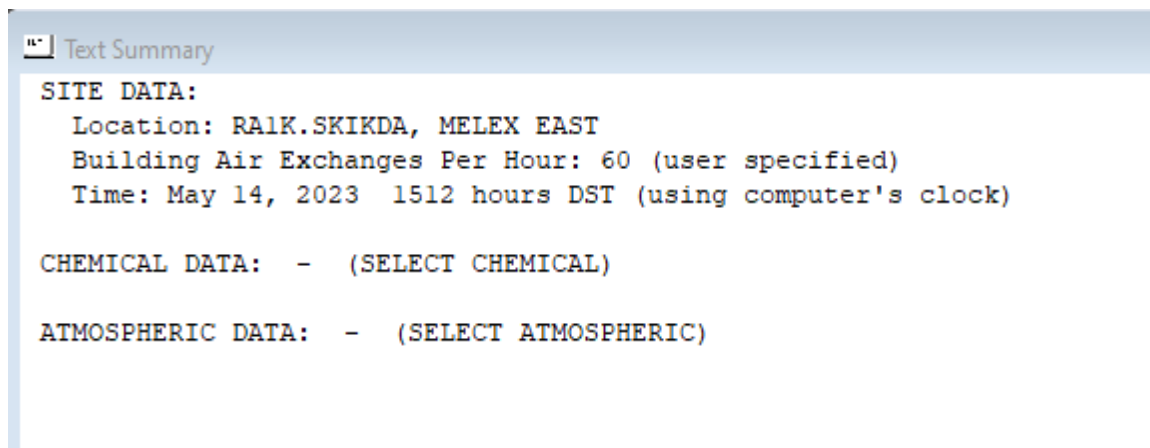 Text Summary
SITE DATA:
Location: RA1K.SKIKDA, MELEX EAST
Building Air Exchanges Per Hour: 60 (user specified)
Time: May 14, 2023  1512 hours DST (using computer's clock)
CHEMICAL DATA:  -  (SELECT CHEMICAL)
ATMOSPHERIC DATA:  -  (SELECT ATMOSPHERIC)